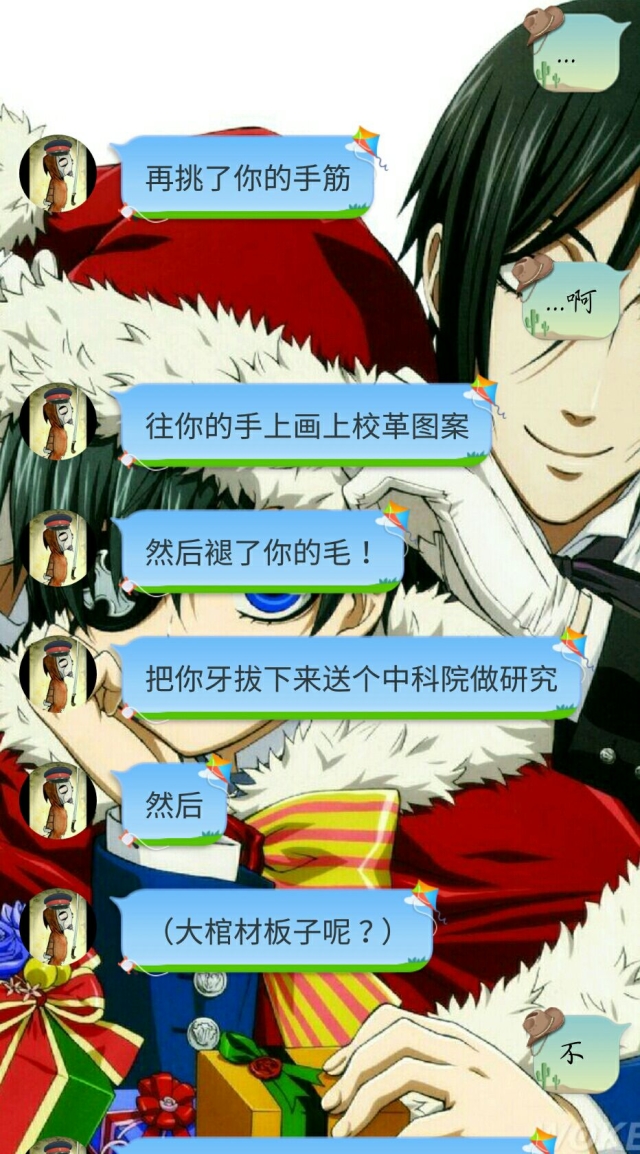 ...
再挑了你的手筋
...啊
往你的手上画上校革图案
然后褪了你的毛！
把你牙拔下来送个中科院做研究
然后
（大棺材板子呢？）
不